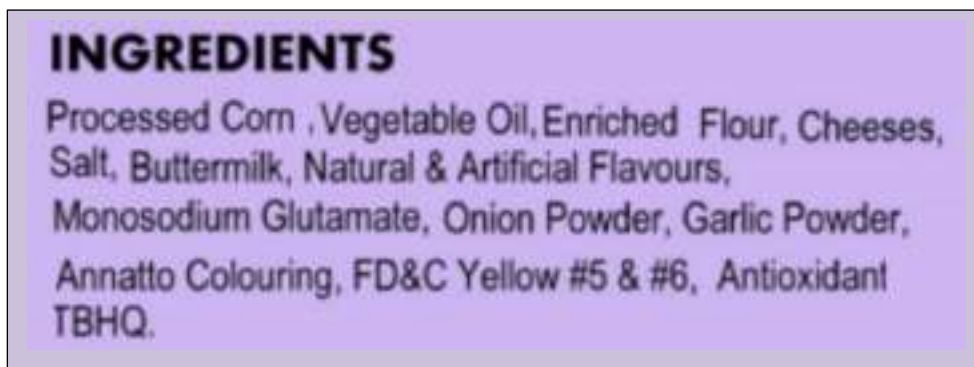 INGREDIENTS
Processed Corn , Vegetable Oil, Enriched Flour, Cheeses,
Salt, Buttermilk, Natural & Artificial Flavours,
Monosodium Glutamate, Onion Powder, Garlic Powder,
Annatto Colouring, FD&C Yellow #5 & #6, Antioxidant
TBHQ.